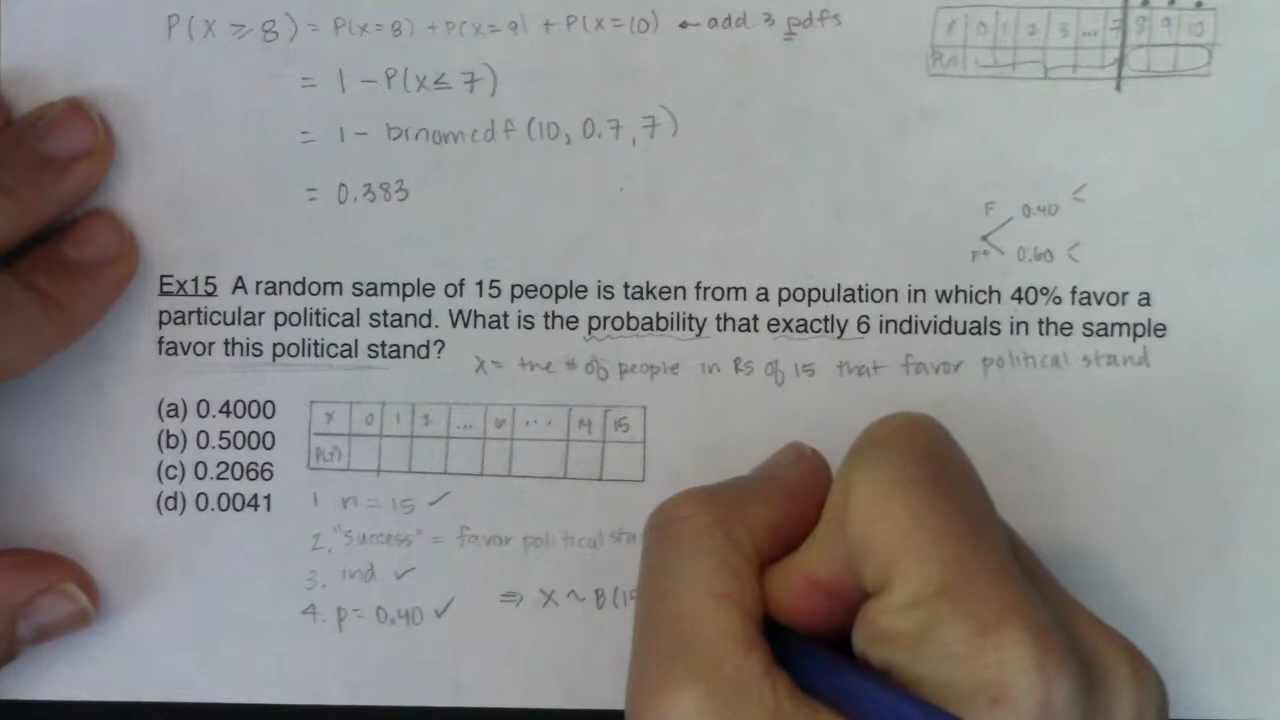 P(X ≥ 8) = P(x=8) + P(x=9) + P(x=10) ← add 3 pdfs
x 0 1 2 3 ... 7 8 9 10
P(x)
= 1 - P(x ≤ 7)
= 1 - binomcdf (10, 0.7, 7)
= 0.383
F 0.40 <
0.60 <
Ex15 A random sample of 15 people is taken from a population in which 40% favor a
particular political stand. What is the probability that exactly 6 individuals in the sample
favor this political stand?
X = the # of people in RS of 15 that favor political stand
(a) 0.4000
(b) 0.5000
(c) 0.2066
(d) 0.0041
x 0 1 2 ... 6 ... 14 15
P(x)
1 n = 15 ✓
2. "Success" = favor political sta
3. ind ✓
4. p = 0.40 ✓
⇒ X ~ B(15